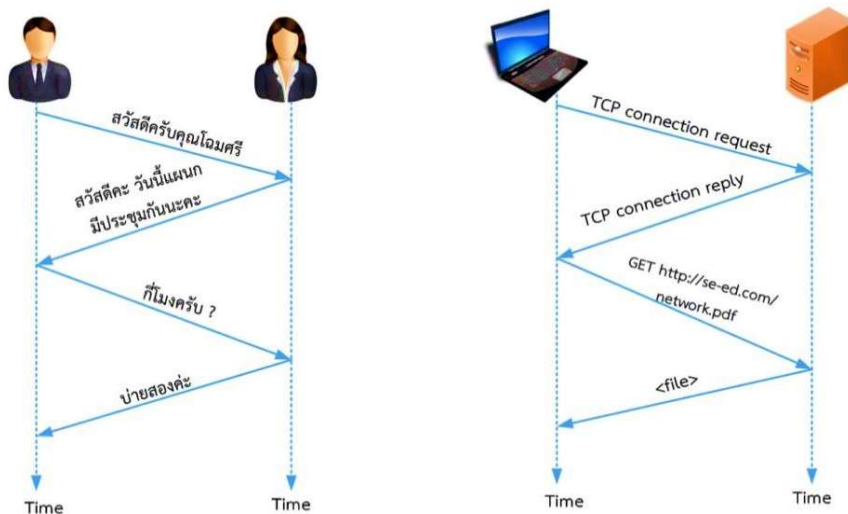 สวัสดีครับคุณโฉมศรี
สวัสดีคะ วันนี้แผนก
มีประชุมกันนะคะ
กี่โมงครับ ?
บ่ายสองค่ะ
Time
Time
TCP connection request
TCP connection reply
GET http://se-ed.com/
network.pdf
<file>
Time
Time